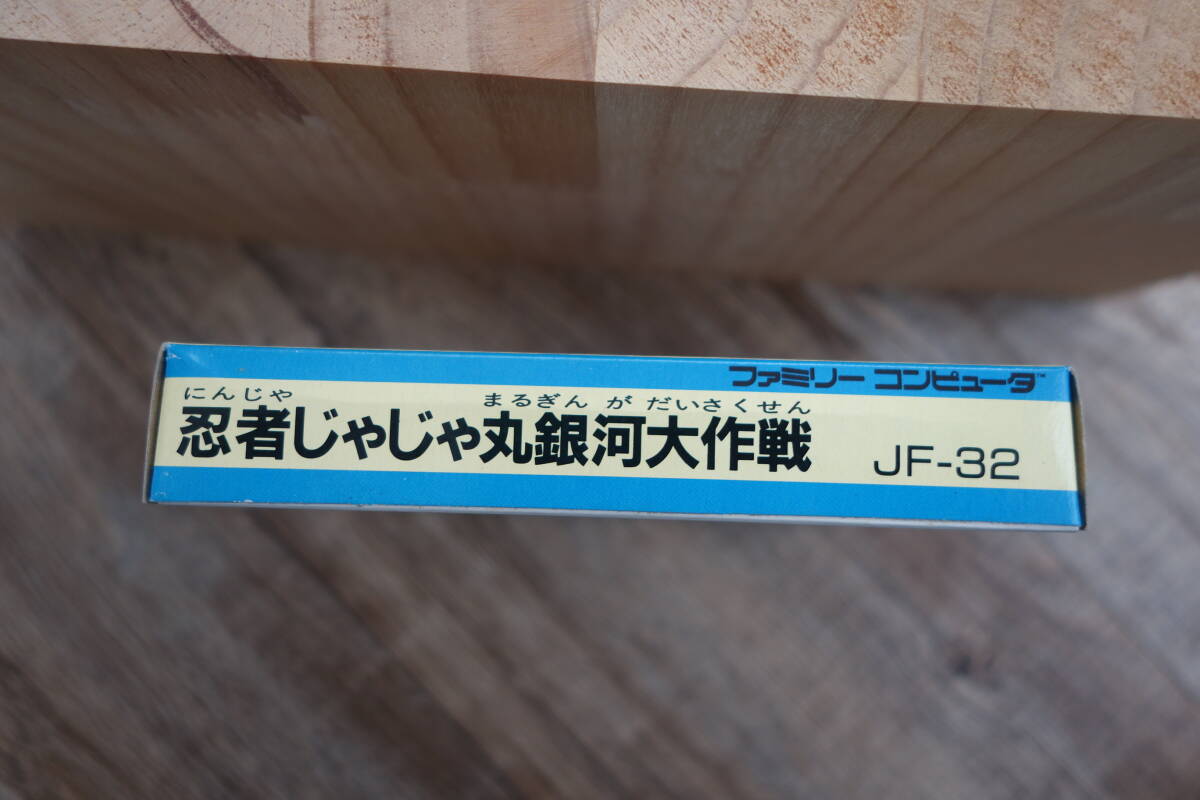 ファミリー コンピュータ™
にんじゃ まるぎん が だいさくせん
忍者じゃじゃ丸銀河大作戦 JF-32